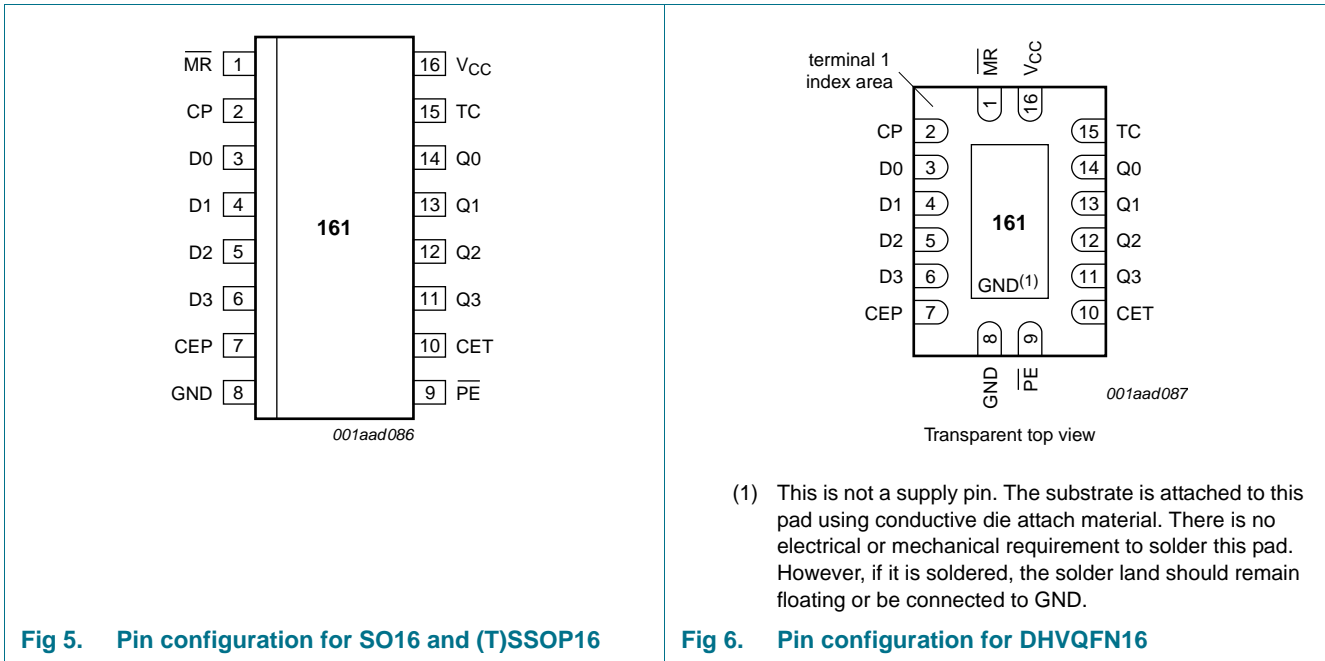 M̅R̅ 1
16 VCC
CP 2
15 TC
D0 3
14 Q0
D1 4
13 Q1
161
D2 5
12 Q2
D3 6
11 Q3
CEP 7
10 CET
GND 8
9 P̅E̅
001aad086
Fig 5. Pin configuration for SO16 and (T)SSOP16
terminal 1
index area
M̅R̅
VCC
1
16
CP 2
15 TC
D0 3
14 Q0
D1 4
13 Q1
161
D2 5
12 Q2
D3 6
11 Q3
GND(1)
CEP 7
10 CET
8
9
GND
P̅E̅
001aad087
Transparent top view
(1) This is not a supply pin. The substrate is attached to this
pad using conductive die attach material. There is no
electrical or mechanical requirement to solder this pad.
However, if it is soldered, the solder land should remain
floating or be connected to GND.
Fig 6. Pin configuration for DHVQFN16